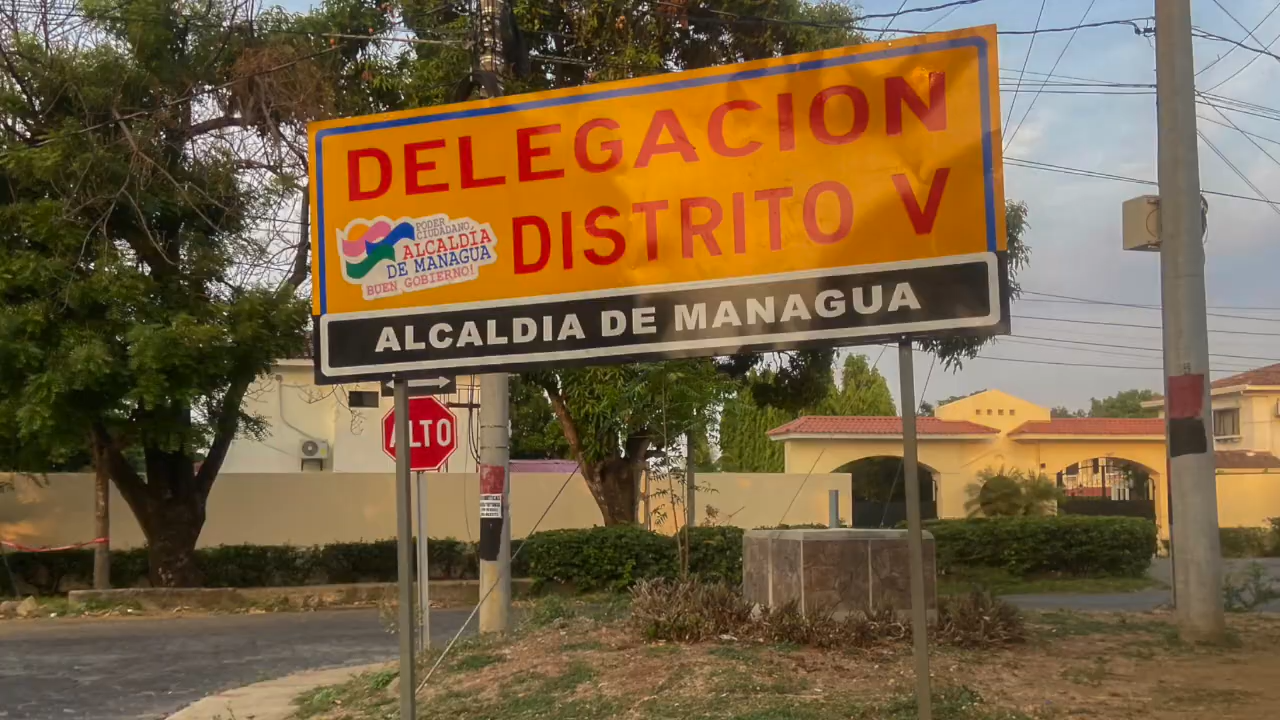 DELEGACION
DISTRITO V
PODER
CIUDADANO,
ALCALDIA
DE MANAGUA
BUEN GOBIERNO!
ALCALDIA DE MANAGUA
ALTO